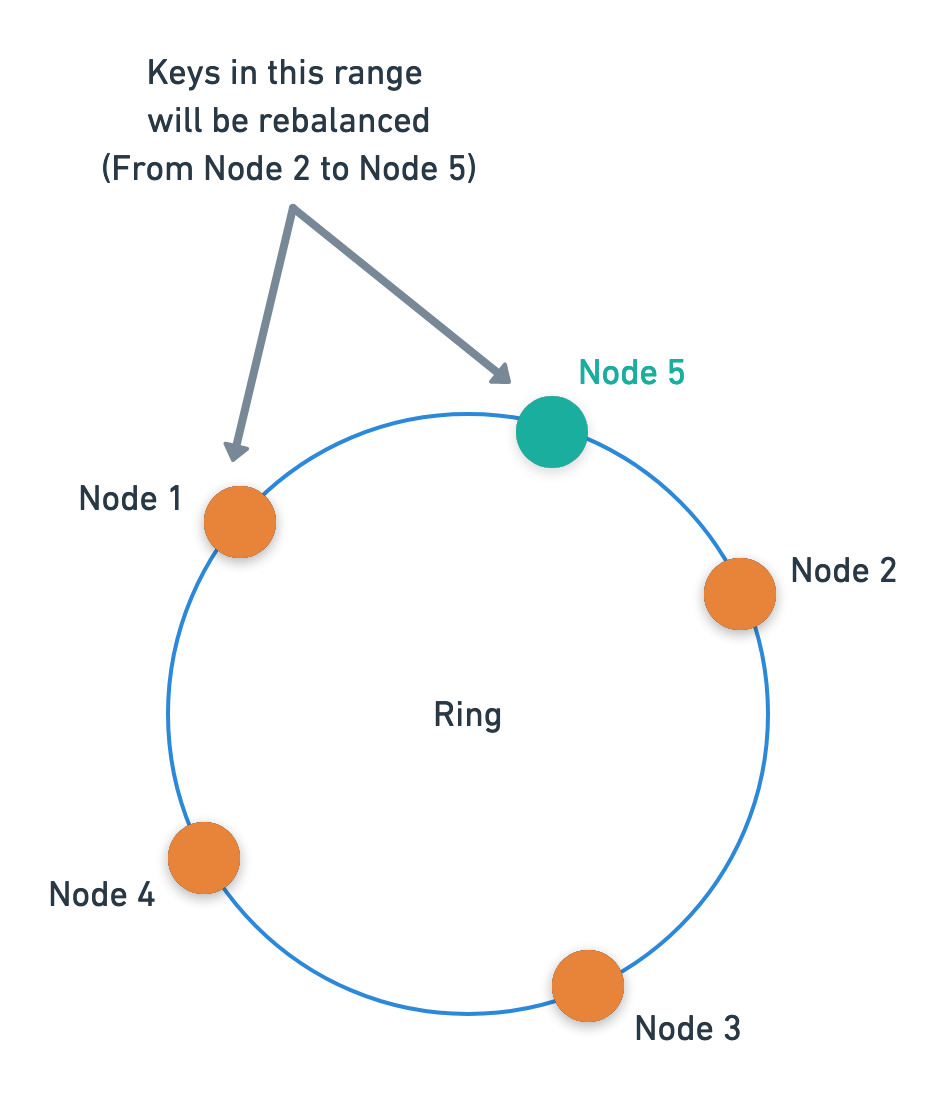 Keys in this range
will be rebalanced
(From Node 2 to Node 5)
Node 5
Node 1
Node 2
Ring
Node 4
Node 3